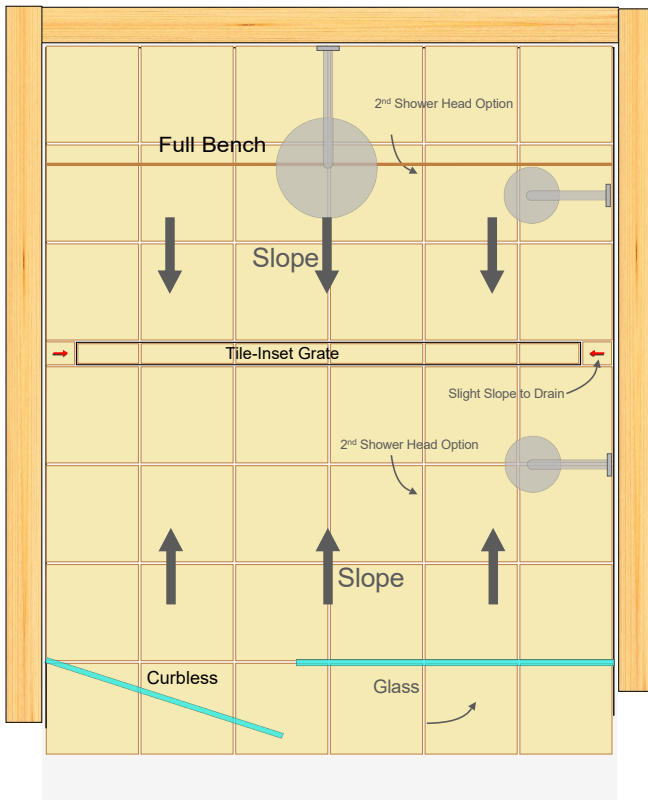 2nd Shower Head Option
Full Bench
Slope
Tile-Inset Grate
Slight Slope to Drain
2nd Shower Head Option
Slope
Curbless
Glass